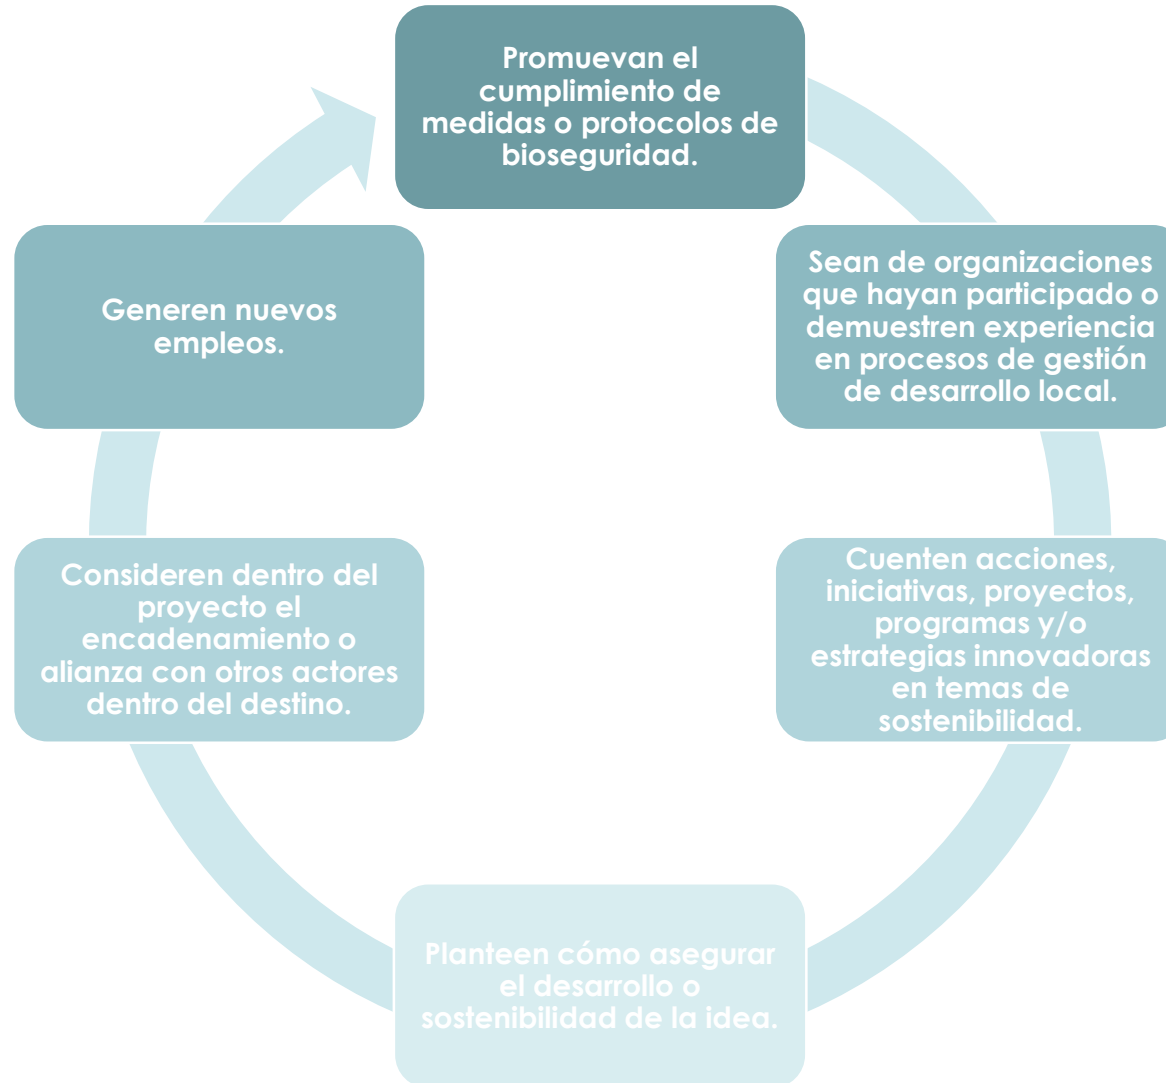 Promuevan el
cumplimiento de
medidas o protocolos de
bioseguridad.
Sean de organizaciones
que hayan participado o
demuestren experiencia
en procesos de gestión
de desarrollo local.
Cuenten acciones,
iniciativas, proyectos,
programas y/o
estrategias innovadoras
en temas de
sostenibilidad.
Planteen cómo asegurar
el desarrollo o
sostenibilidad de la idea.
Consideren dentro del
proyecto el
encadenamiento o
alianza con otros actores
dentro del destino.
Generen nuevos
empleos.